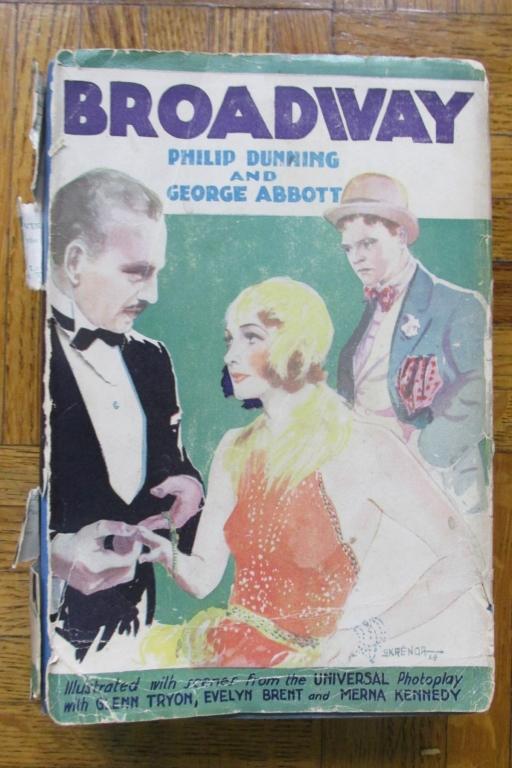 BROADWAY
PHILIP DUNNING
AND
GEORGE ABBOTT
SKRENDA
Illustrated with scenes from the UNIVERSAL Photoplay
with GLENN TRYON, EVELYN BRENT and MERNA KENNEDY